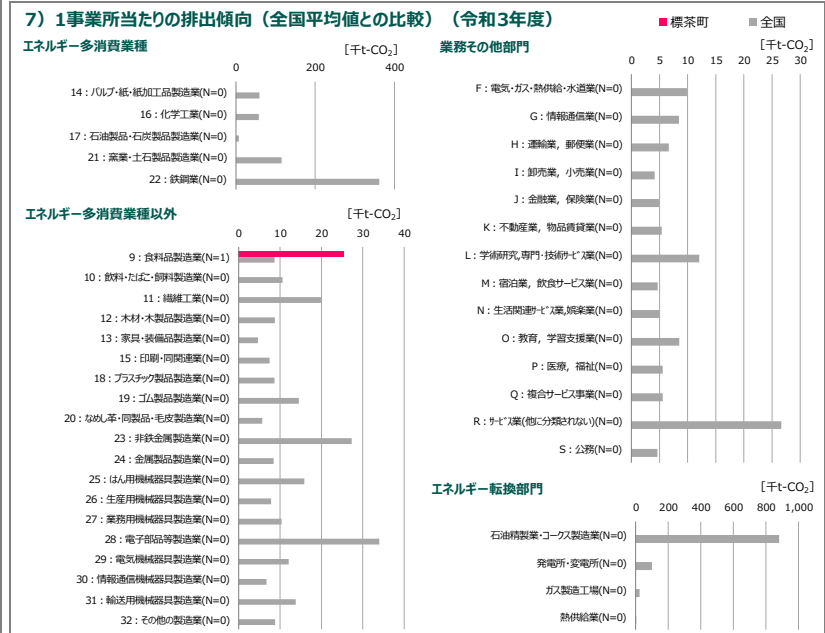 7）1事業所当たりの排出傾向（全国平均値との比較）（令和3年度）
■標茶町 ■全国
エネルギー多消費業種
[千t-CO₂]
0 200 400
14：パルプ・紙・紙加工品製造業(N=0)
16：化学工業(N=0)
17：石油製品・石炭製品製造業(N=0)
21：窯業・土石製品製造業(N=0)
22：鉄鋼業(N=0)
エネルギー多消費業種以外
[千t-CO₂]
0 10 20 30 40
9：食料品製造業(N=1)
10：飲料・たばこ・飼料製造業(N=0)
11：繊維工業(N=0)
12：木材・木製品製造業(N=0)
13：家具・装備品製造業(N=0)
15：印刷・同関連業(N=0)
18：プラスチック製品製造業(N=0)
19：ゴム製品製造業(N=0)
20：なめし革・同製品・毛皮製造業(N=0)
23：非鉄金属製造業(N=0)
24：金属製品製造業(N=0)
25：はん用機械器具製造業(N=0)
26：生産用機械器具製造業(N=0)
27：業務用機械器具製造業(N=0)
28：電子部品等製造業(N=0)
29：電気機械器具製造業(N=0)
30：情報通信機械器具製造業(N=0)
31：輸送用機械器具製造業(N=0)
32：その他の製造業(N=0)
業務その他部門
[千t-CO₂]
0 5 10 15 20 25 30
F：電気・ガス・熱供給・水道業(N=0)
G：情報通信業(N=0)
H：運輸業，郵便業(N=0)
I：卸売業，小売業(N=0)
J：金融業，保険業(N=0)
K：不動産業，物品賃貸業(N=0)
L：学術研究,専門・技術サービス業(N=0)
M：宿泊業，飲食サービス業(N=0)
N：生活関連サービス業,娯楽業(N=0)
O：教育，学習支援業(N=0)
P：医療，福祉(N=0)
Q：複合サービス事業(N=0)
R：サービス業(他に分類されない)(N=0)
S：公務(N=0)
エネルギー転換部門
[千t-CO₂]
0 200 400 600 800 1,000
石油精製業・コークス製造業(N=0)
発電所・変電所(N=0)
ガス製造工場(N=0)
熱供給業(N=0)